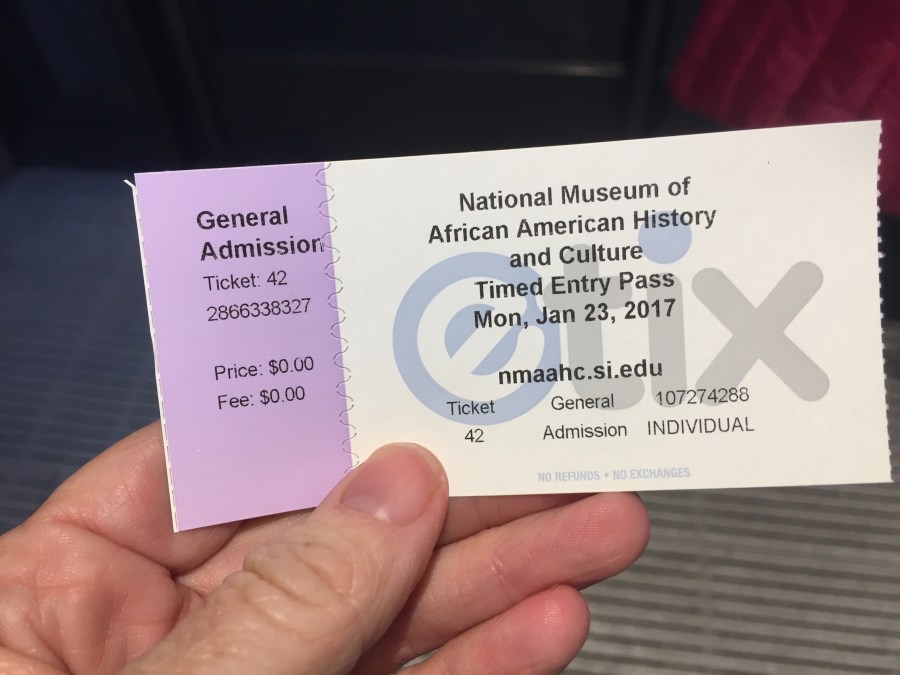 General
Admission
Ticket: 42
2866338327
Price: $0.00
Fee: $0.00
etix
National Museum of
African American History
and Culture
Timed Entry Pass
Mon, Jan 23, 2017
nmaahc.si.edu
Ticket General 107274288
42 Admission INDIVIDUAL
NO REFUNDS • NO EXCHANGES